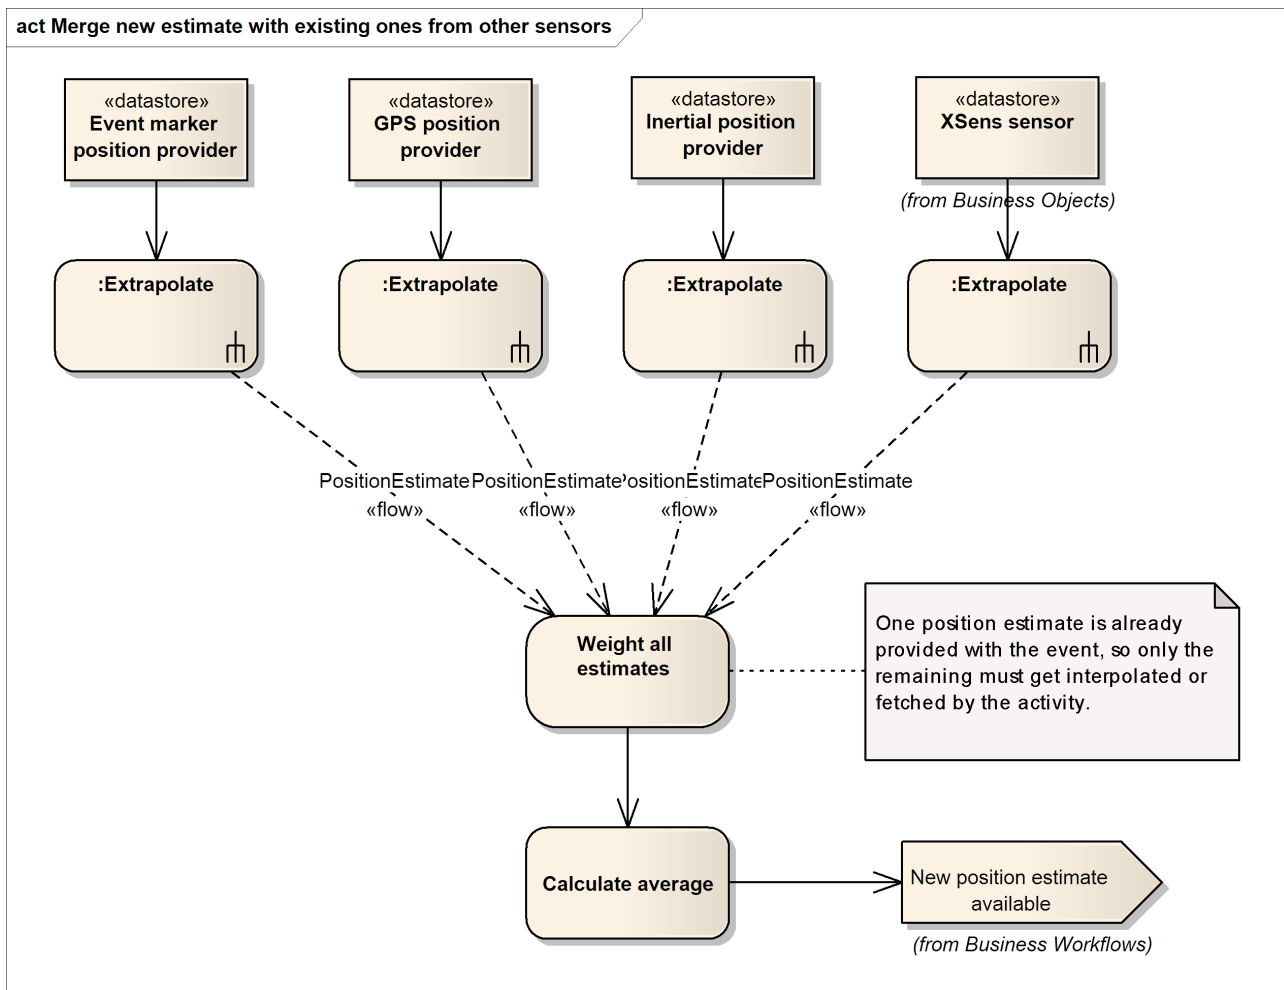 act Merge new estimate with existing ones from other sensors
«datastore»
Event marker
position provider
«datastore»
GPS position
provider
«datastore»
Inertial position
provider
«datastore»
XSens sensor
(from Business Objects)
:Extrapolate
:Extrapolate
:Extrapolate
:Extrapolate
PositionEstimate
«flow»
PositionEstimate
«flow»
PositionEstimate
«flow»
PositionEstimate
«flow»
Weight all
estimates
One position estimate is already
provided with the event, so only the
remaining must get interpolated or
fetched by the activity.
Calculate average
New position estimate
available
(from Business Workflows)